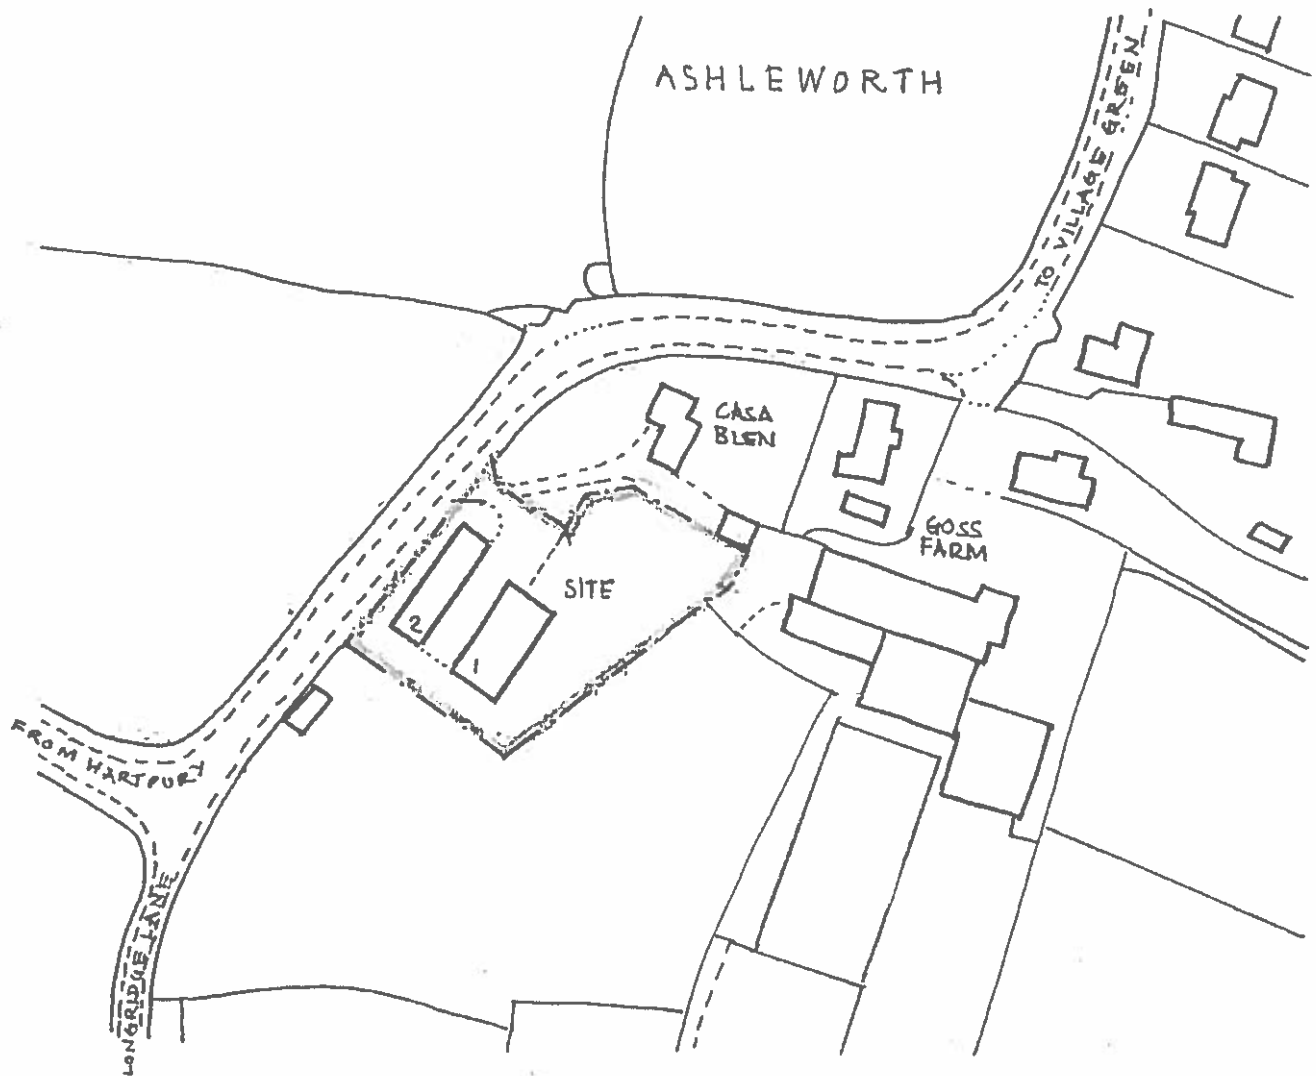 ASHLEWORTH
TO VILLAGE GREEN
CASA
BLEN
GOSS
FARM
SITE
2
1
FROM HARTPURY
LONGRIDGE LANE